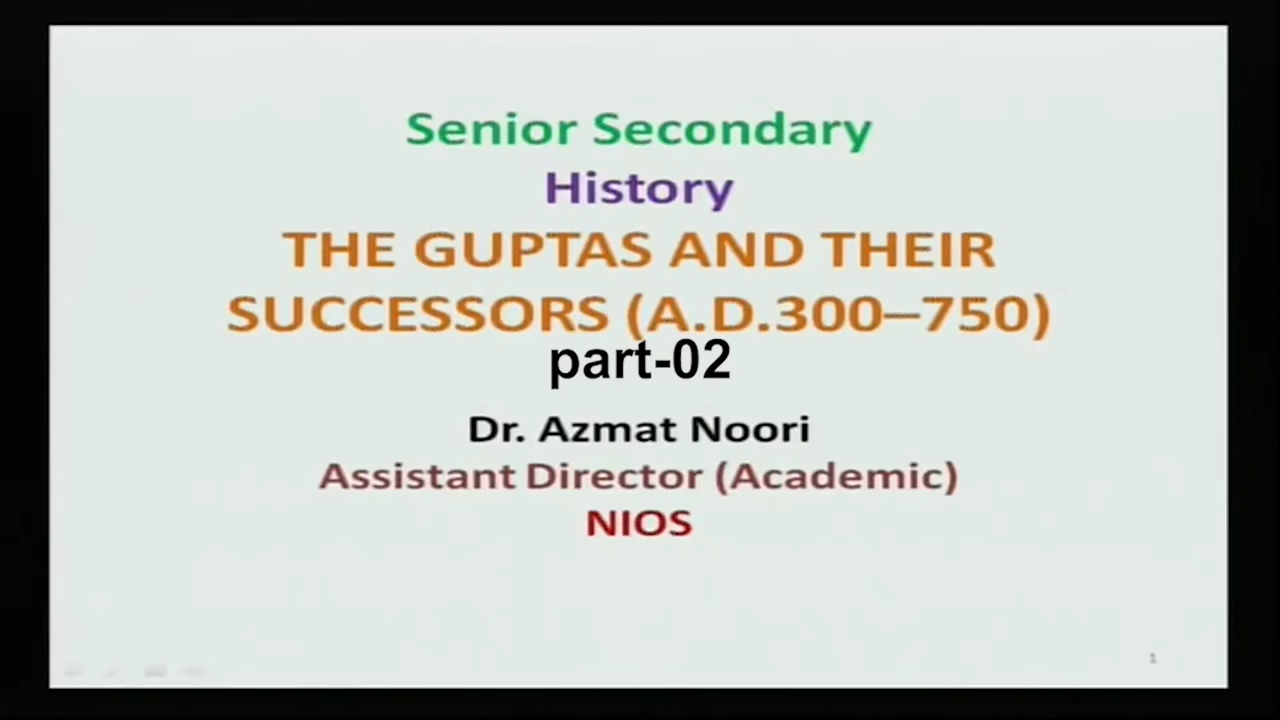 Senior Secondary
History
THE GUPTAS AND THEIR
SUCCESSORS (A.D.300–750)
part-02
Dr. Azmat Noori
Assistant Director (Academic)
NIOS
1